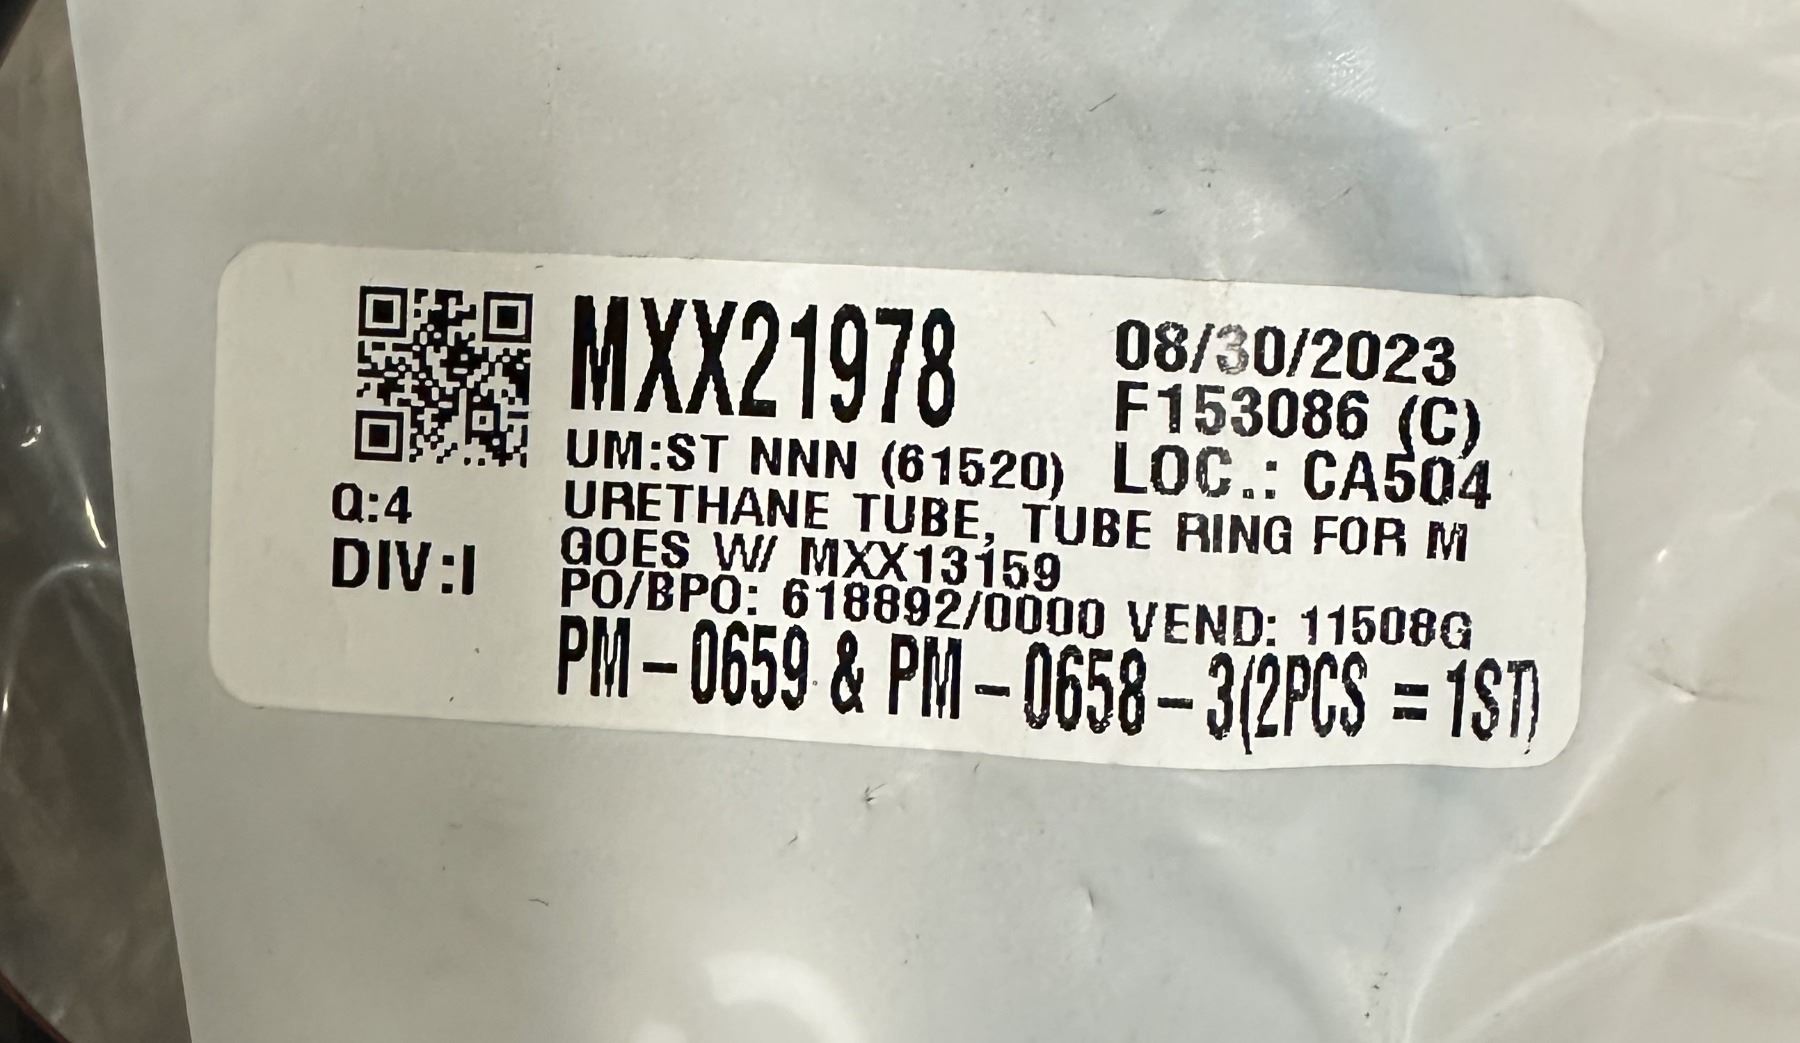 MXX21978
08/30/2023
F153086 (C)
UM:ST NNN (61520)
LOC.: CA504
Q:4
URETHANE TUBE, TUBE RING FOR M
DIV:I
GOES W/ MXX13159
PO/BPO: 618892/0000 VEND: 11508G
PM-0659 & PM-0658-3(2PCS = 1ST)